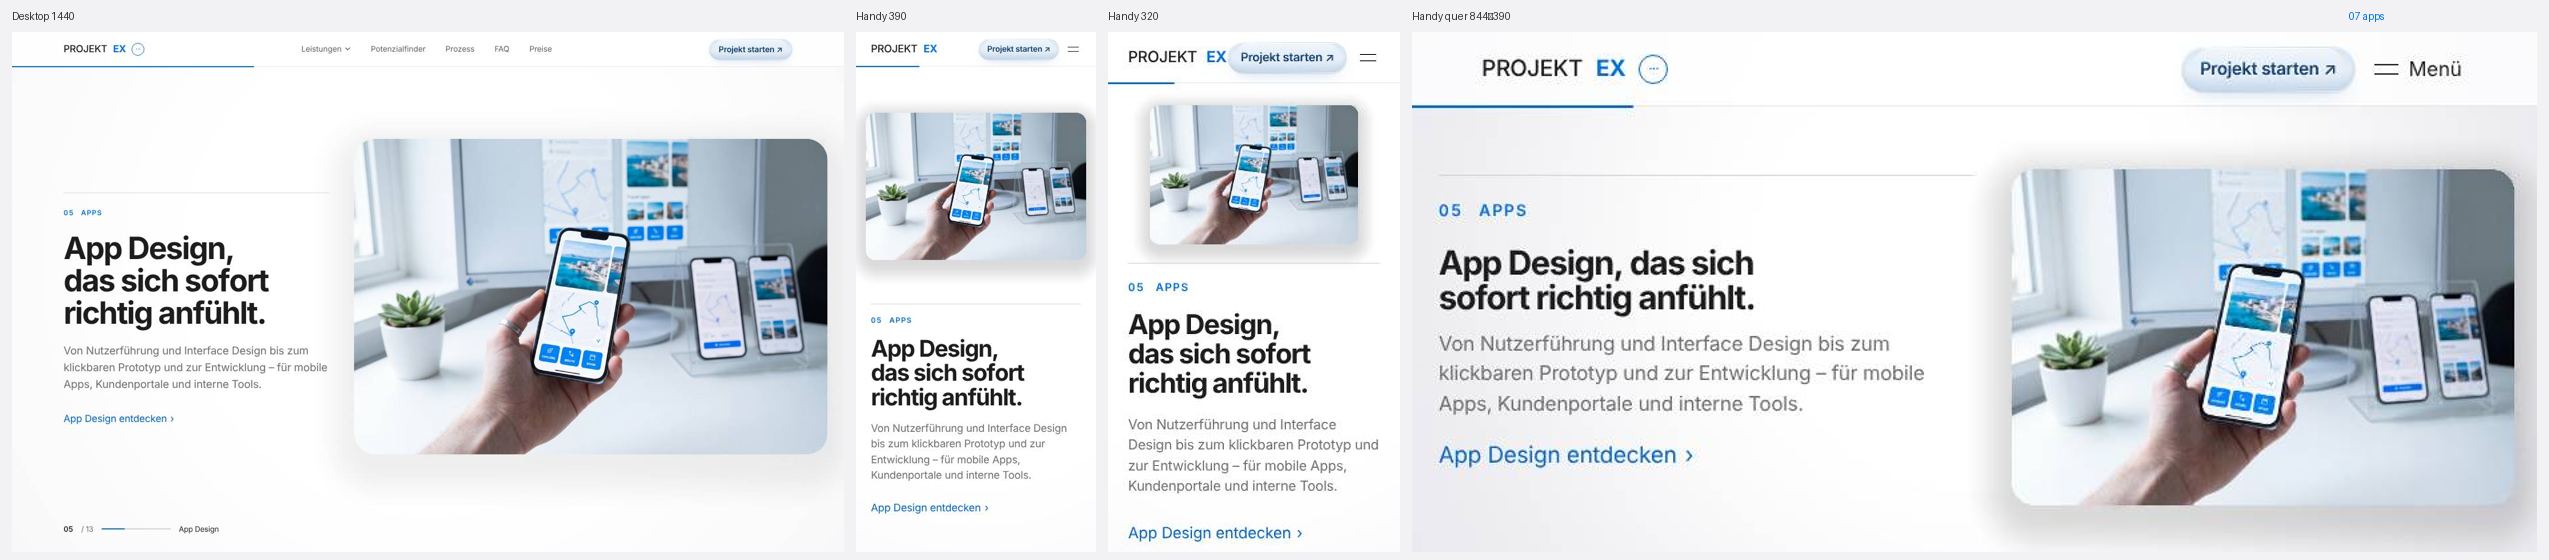 Desktop 1440
PROJEKT EX
Leistungen
Potenzialfinder
Prozess
FAQ
Preise
Projekt starten ↗
05 APPS
App Design,
das sich sofort
richtig anfühlt.
Von Nutzerführung und Interface Design bis zum
klickbaren Prototyp und zur Entwicklung – für mobile
Apps, Kundenportale und interne Tools.
App Design entdecken ›
05 / 13
App Design
Handy 390
PROJEKT EX
Projekt starten ↗
05 APPS
App Design,
das sich sofort
richtig anfühlt.
Von Nutzerführung und Interface Design
bis zum klickbaren Prototyp und zur
Entwicklung – für mobile Apps,
Kundenportale und interne Tools.
App Design entdecken ›
Handy 320
PROJEKT EX
Projekt starten ↗
05 APPS
App Design,
das sich sofort
richtig anfühlt.
Von Nutzerführung und Interface
Design bis zum klickbaren Prototyp und
zur Entwicklung – für mobile Apps,
Kundenportale und interne Tools.
App Design entdecken ›
Handy quer 844 390
07 apps
PROJEKT EX
Projekt starten ↗
Menü
05 APPS
App Design, das sich
sofort richtig anfühlt.
Von Nutzerführung und Interface Design bis zum
klickbaren Prototyp und zur Entwicklung – für mobile
Apps, Kundenportale und interne Tools.
App Design entdecken ›